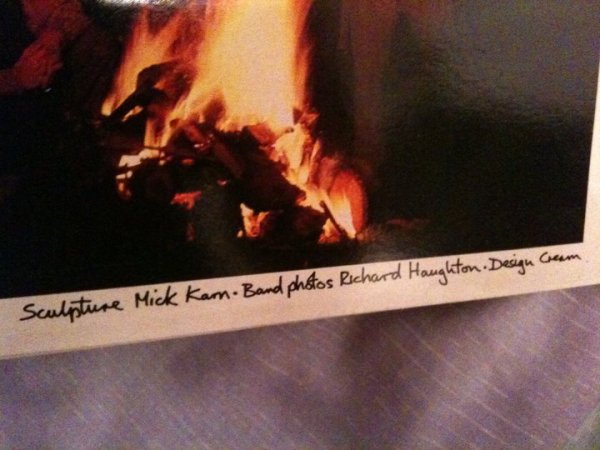 Sculpture Mick Karn • Band photos Richard Haughton • Design Cream